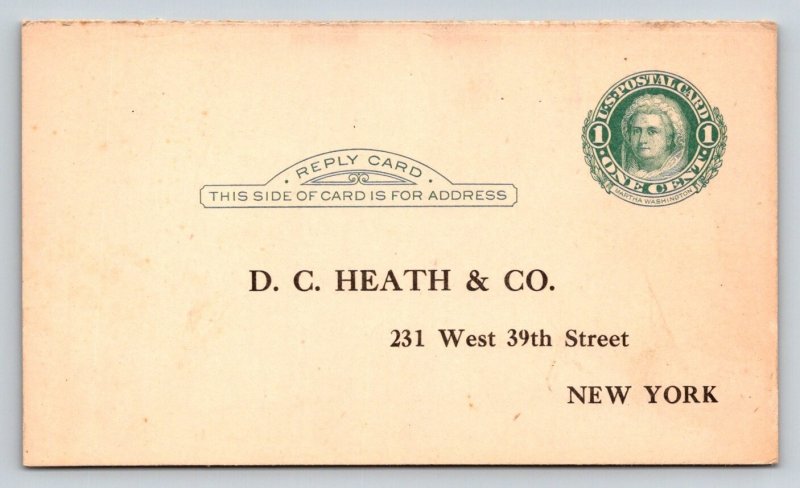 U.S. POSTAL CARD
1 1
· ONE CENT ·
MARTHA WASHINGTON
· REPLY CARD ·
THIS SIDE OF CARD IS FOR ADDRESS
D. C. HEATH & CO.
231 West 39th Street
NEW YORK